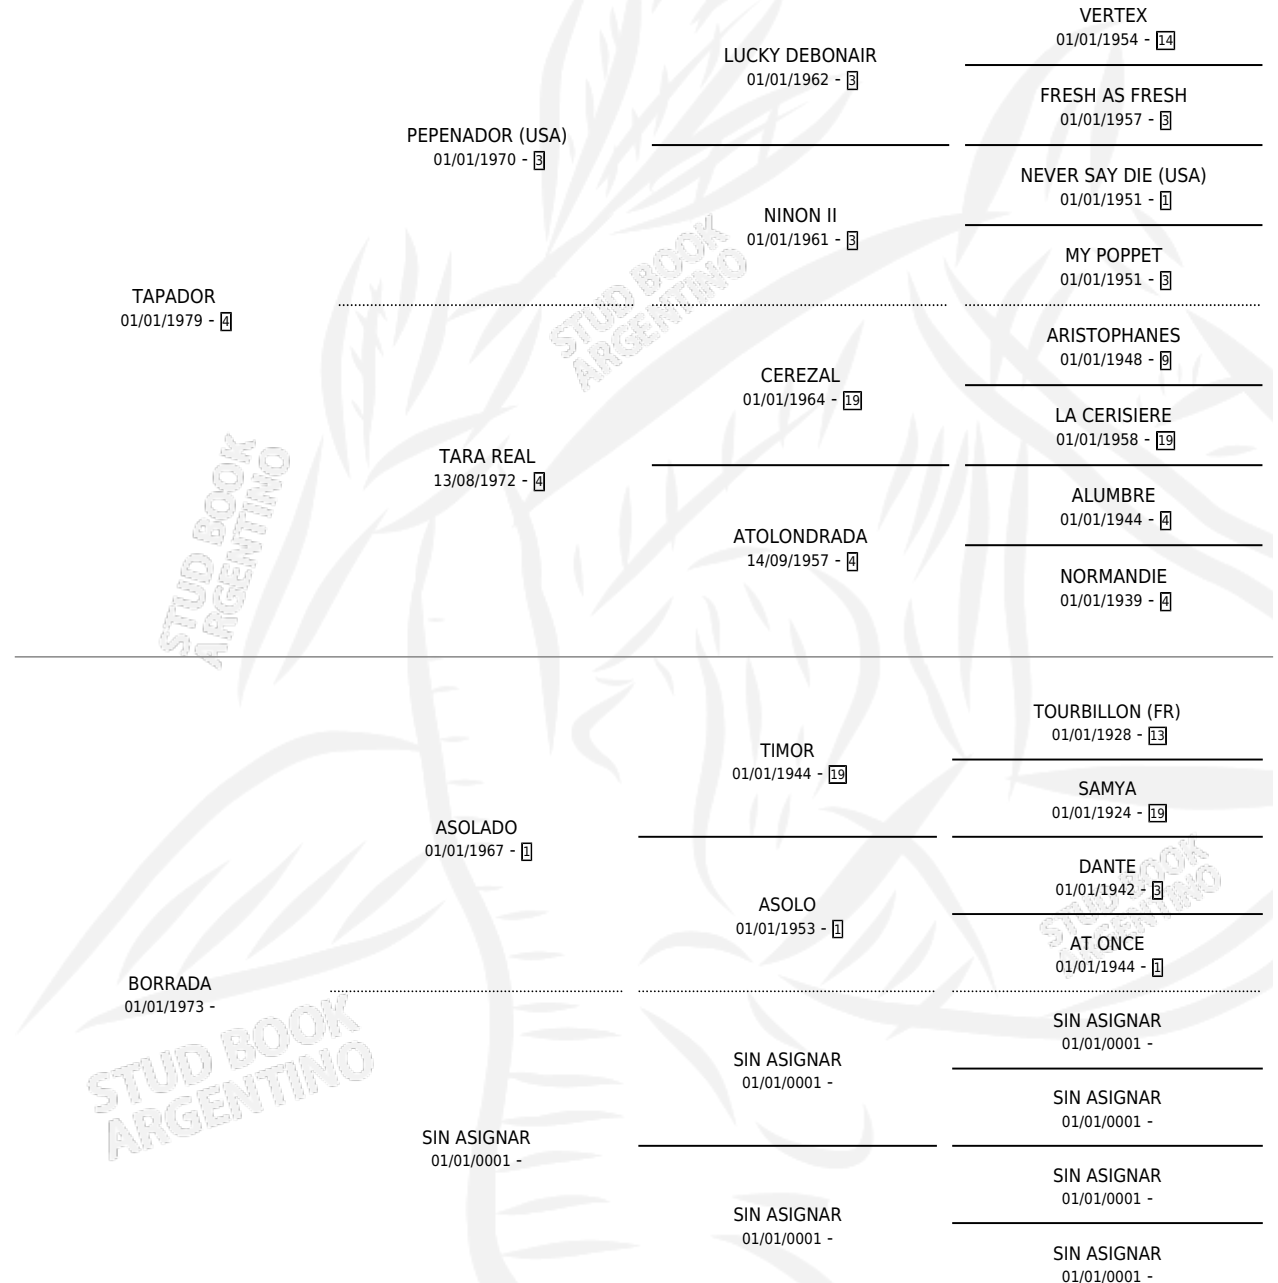 VERTEX
01/01/1954 - 14
LUCKY DEBONAIR
01/01/1962 - 3
FRESH AS FRESH
01/01/1957 - 3
PEPENADOR (USA)
01/01/1970 - 3
NEVER SAY DIE (USA)
01/01/1951 - 1
NINON II
01/01/1961 - 3
MY POPPET
01/01/1951 - 3
TAPADOR
01/01/1979 - 4
ARISTOPHANES
01/01/1948 - 9
CEREZAL
01/01/1964 - 19
LA CERISIERE
01/01/1958 - 19
TARA REAL
13/08/1972 - 4
ALUMBRE
01/01/1944 - 4
ATOLONDRADA
14/09/1957 - 4
NORMANDIE
01/01/1939 - 4
TOURBILLON (FR)
01/01/1928 - 13
TIMOR
01/01/1944 - 19
SAMYA
01/01/1924 - 19
ASOLADO
01/01/1967 - 1
DANTE
01/01/1942 - 3
ASOLO
01/01/1953 - 1
AT ONCE
01/01/1944 - 1
BORRADA
01/01/1973 -
SIN ASIGNAR
01/01/0001 -
SIN ASIGNAR
01/01/0001 -
SIN ASIGNAR
01/01/0001 -
SIN ASIGNAR
01/01/0001 -
SIN ASIGNAR
01/01/0001 -
SIN ASIGNAR
01/01/0001 -
SIN ASIGNAR
01/01/0001 -
STUD BOOK
ARGENTINO
STUD BOOK
ARGENTINO
STUD BOOK
ARGENTINO
STUD BOOK
ARGENTINO